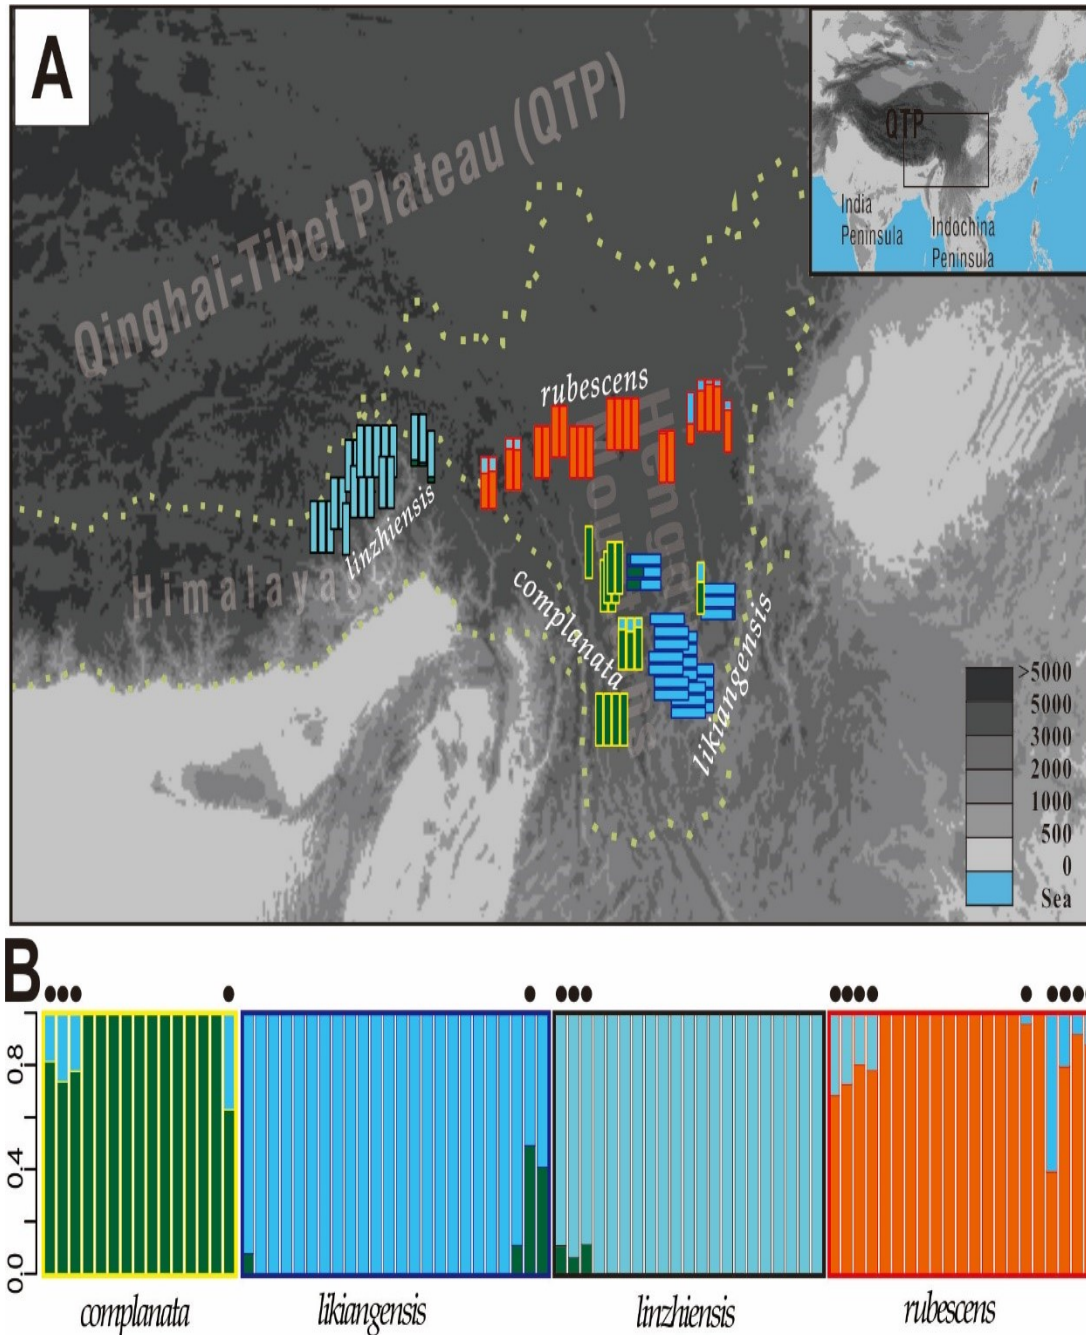 A
Qinghai-Tibet Plateau (QTP)
QTP
India
Peninsula
Indochina
Peninsula
rubescens
linzhiensis
Himalaya
complanata
likiangensis
>5000
5000
3000
2000
1000
500
0
Sea
B
0.8
0.4
0.0
complanata
likiangensis
linzhiensis
rubescens